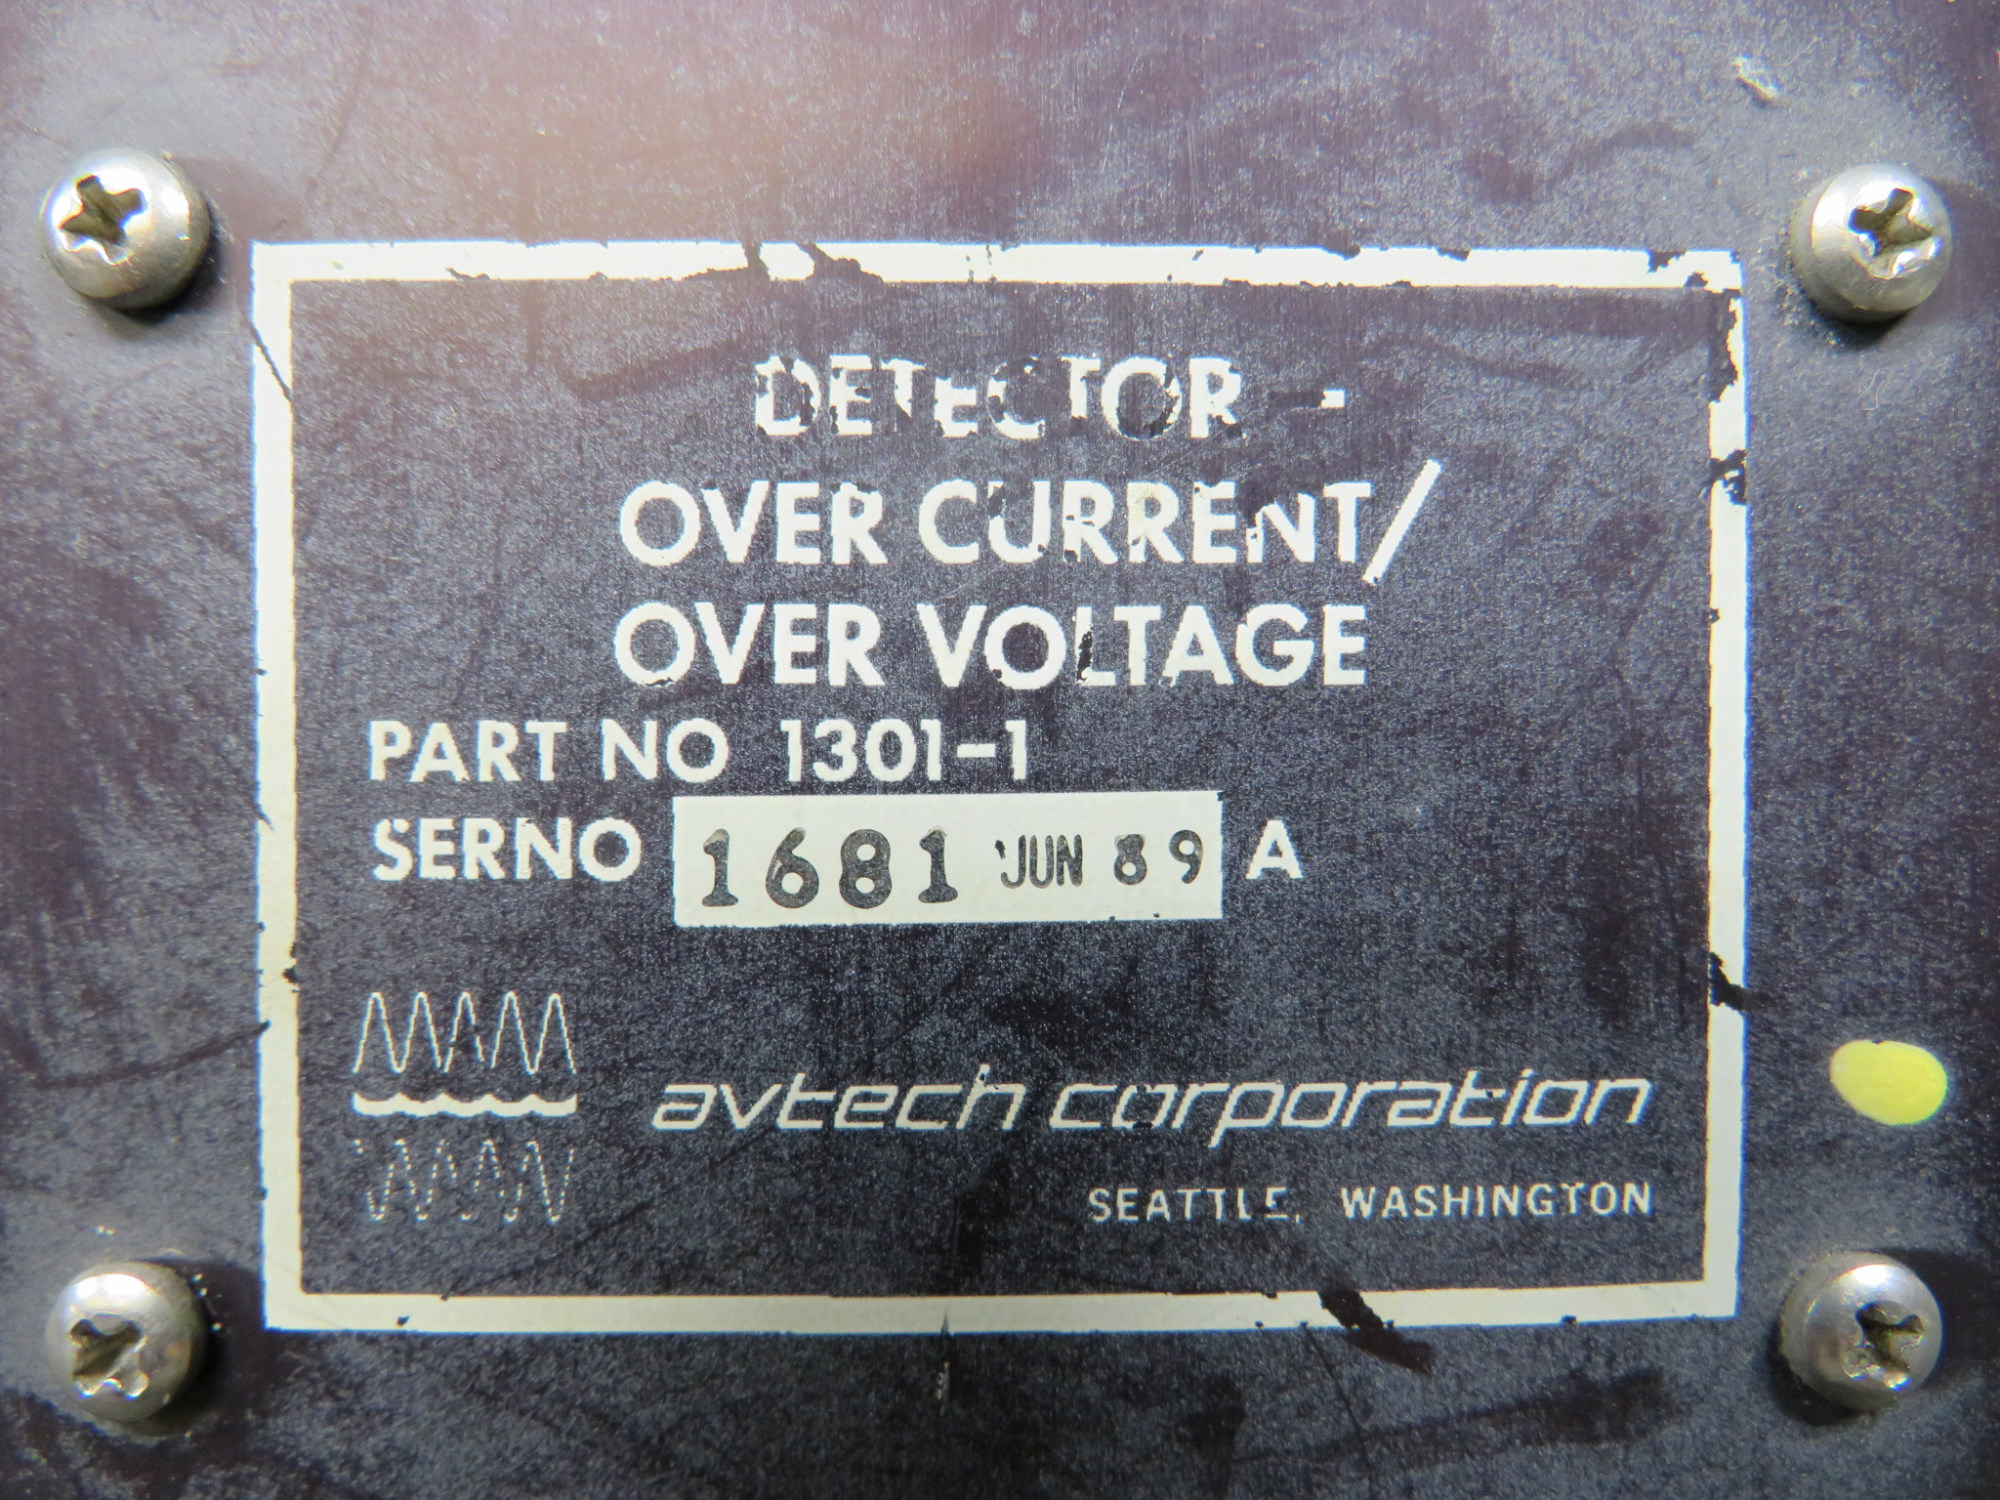 DETECTOR -
OVER CURRENT/
OVER VOLTAGE
PART NO 1301-1
SERNO 1681 JUN 89 A
avtech corporation
SEATTLE, WASHINGTON